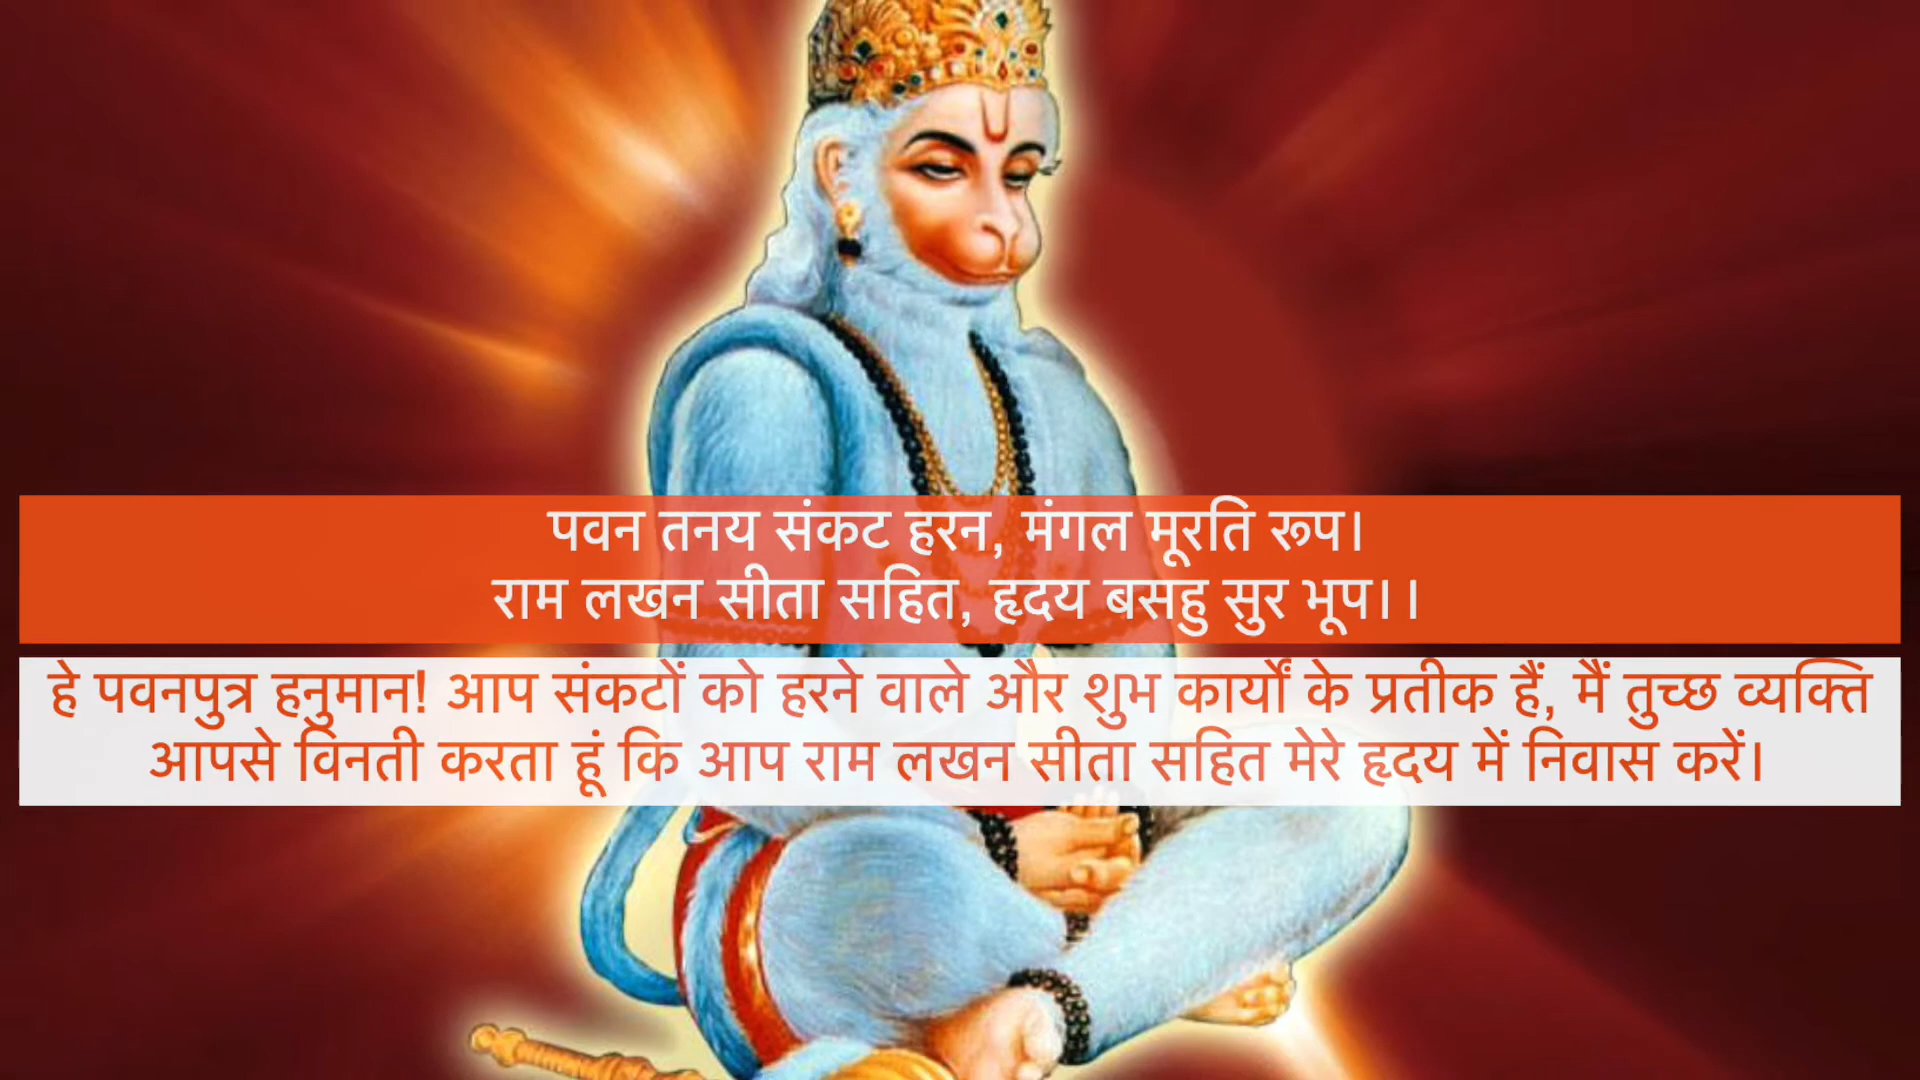 पवन तनय संकट हरन, मंगल मूरति रूप।
राम लखन सीता सहित, हृदय बसहु सुर भूप।।
हे पवनपुत्र हनुमान! आप संकटों को हरने वाले और शुभ कार्यों के प्रतीक हैं, मैं तुच्छ व्यक्ति
आपसे विनती करता हूं कि आप राम लखन सीता सहित मेरे हृदय में निवास करें।